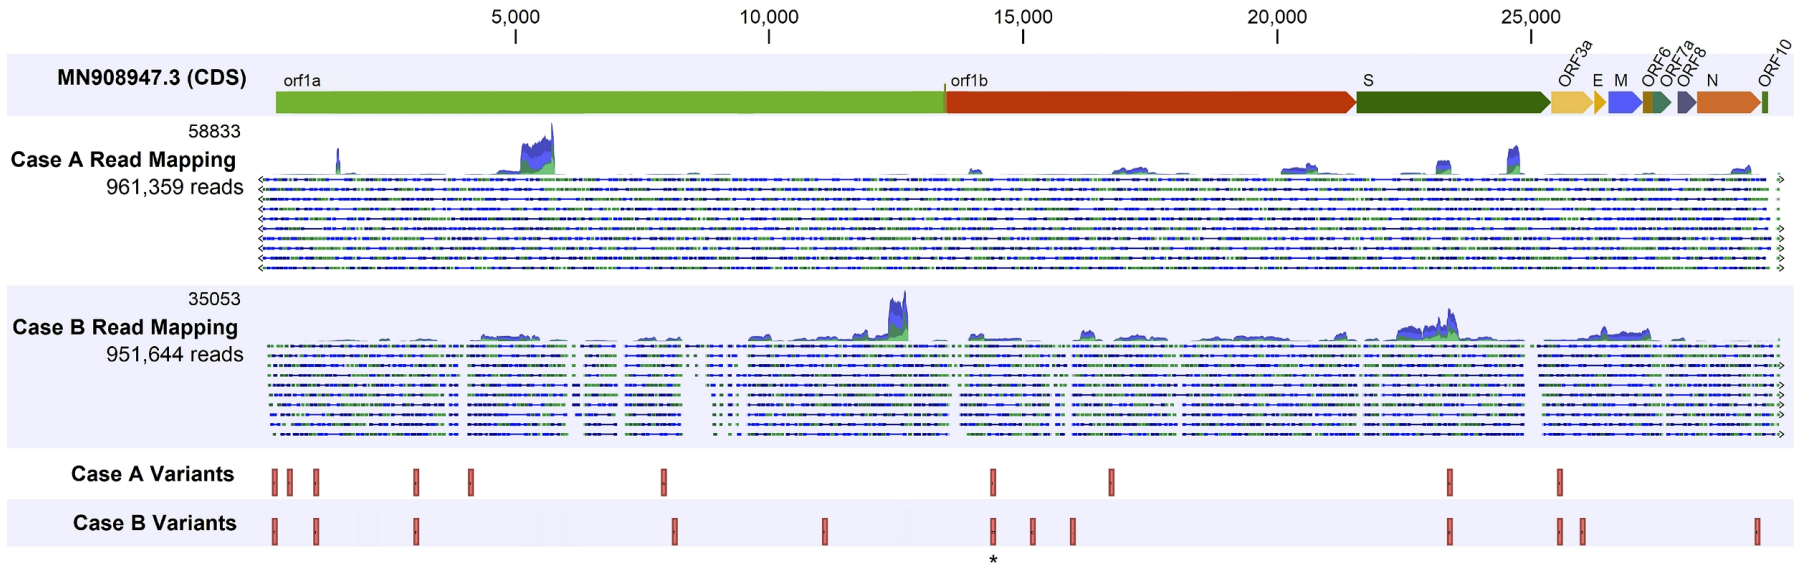 5,000 10,000 15,000 20,000 25,000
MN908947.3 (CDS)
orf1a orf1b S ORF3a E M ORF6 ORF7a ORF8 N ORF10
58833
Case A Read Mapping
961,359 reads
35053
Case B Read Mapping
951,644 reads
Case A Variants
Case B Variants
*